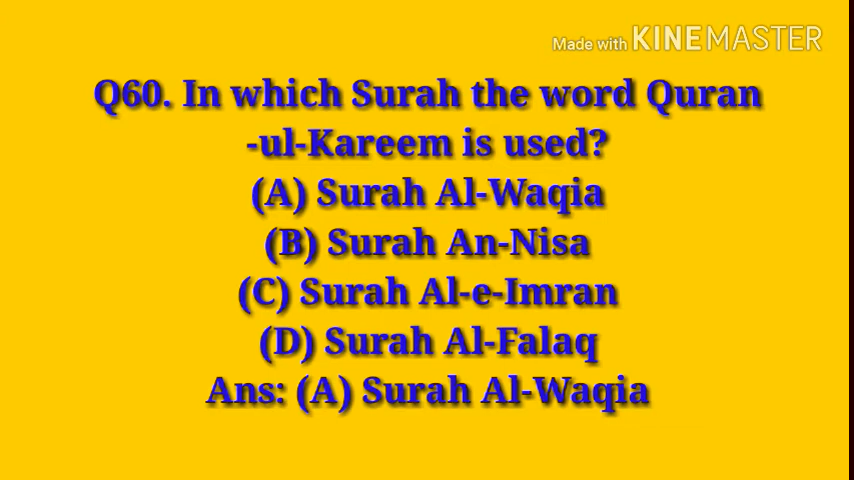 Made with KINEMASTER
Q60. In which Surah the word Quran
-ul-Kareem is used?
(A) Surah Al-Waqia
(B) Surah An-Nisa
(C) Surah Al-e-Imran
(D) Surah Al-Falaq
Ans: (A) Surah Al-Waqia